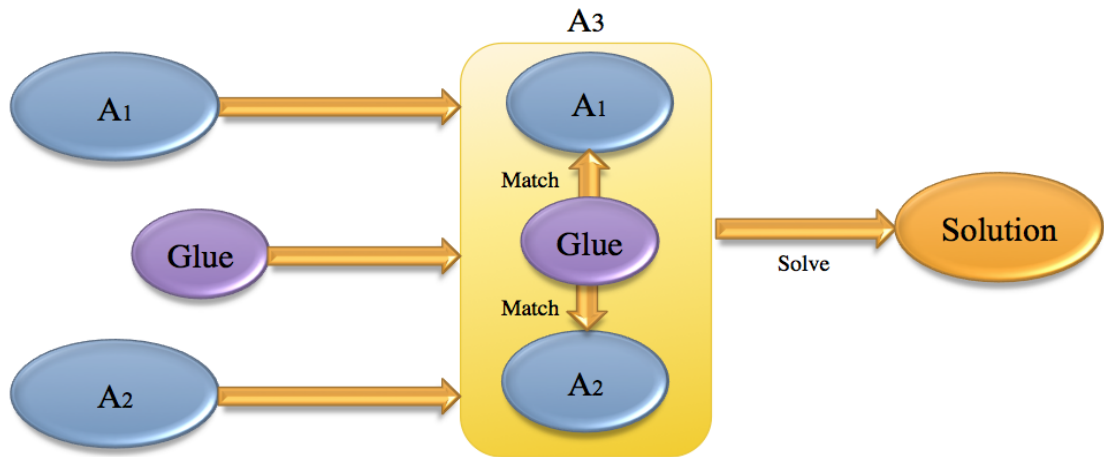 A3
A1
A1
Match
Glue
Glue
Solution
Solve
Match
A2
A2